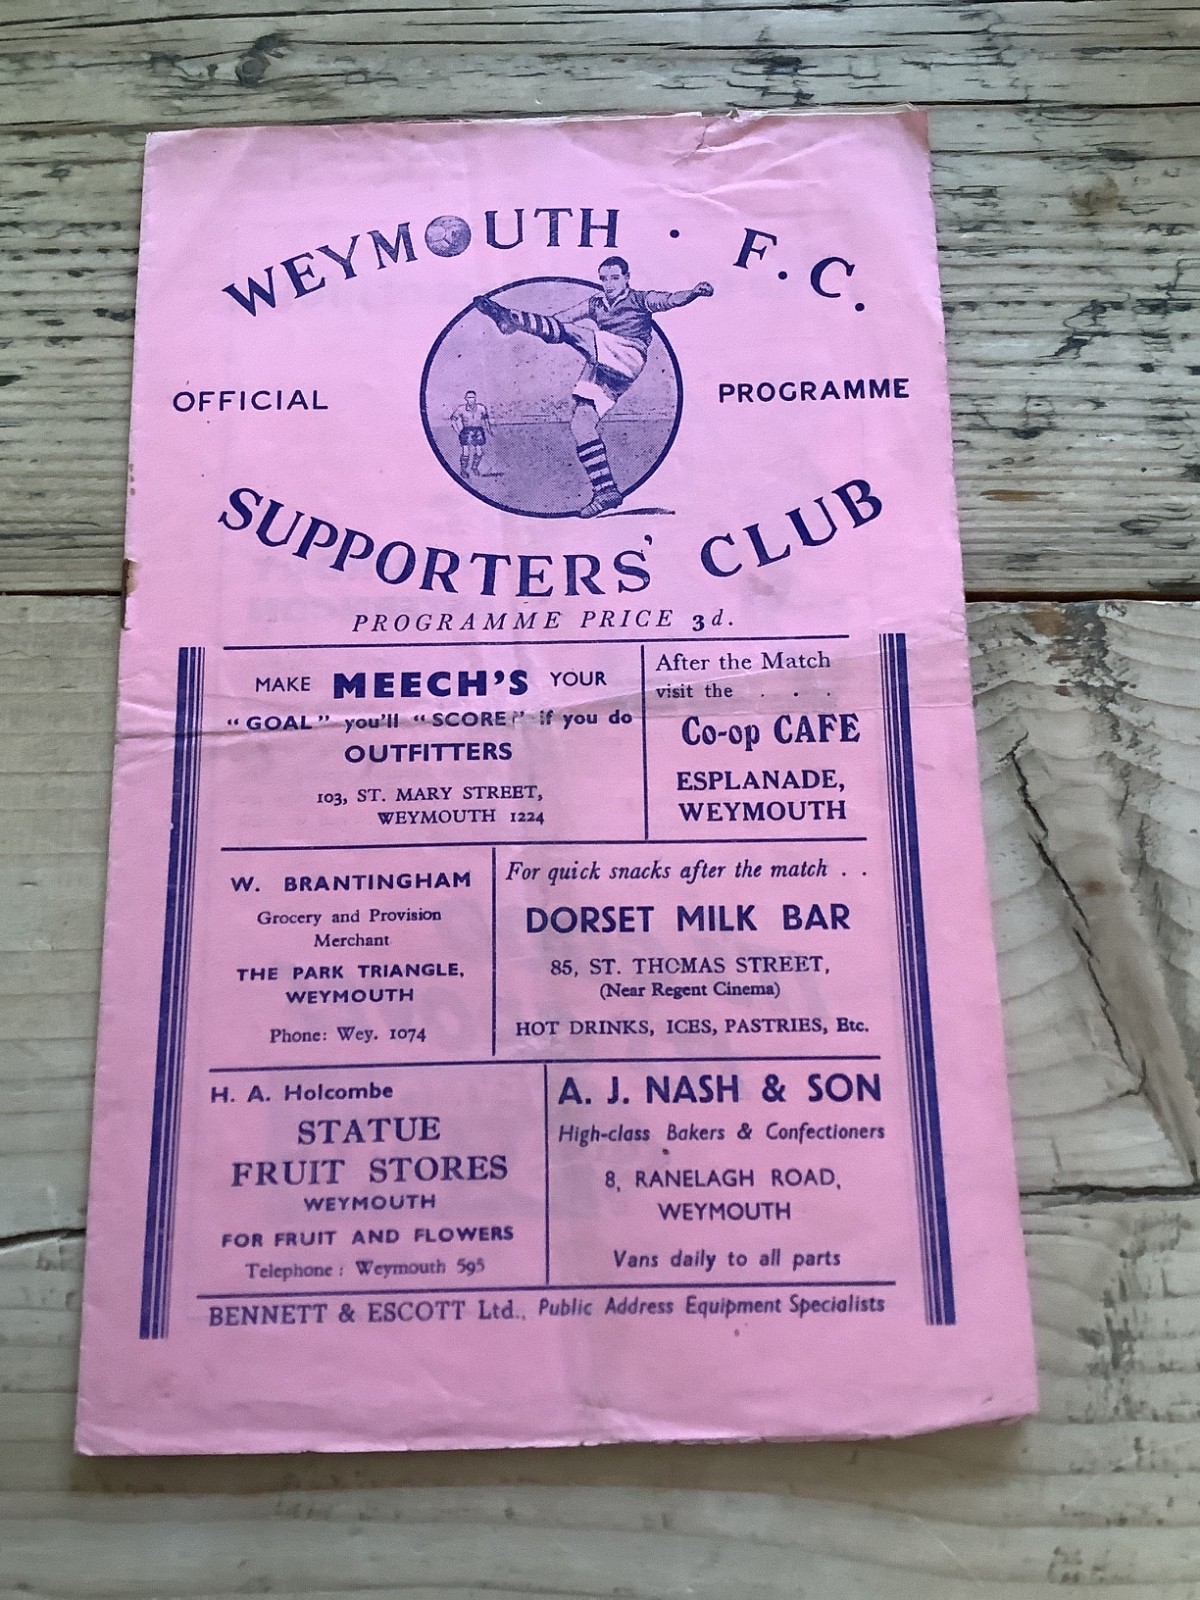 WEYMOUTH · F.C.
OFFICIAL PROGRAMME
SUPPORTERS' CLUB
PROGRAMME PRICE 3d.
MAKE MEECH'S YOUR
"GOAL" you'll "SCORE" if you do
OUTFITTERS
103, ST. MARY STREET,
WEYMOUTH 1224
After the Match
visit the . . .
Co-op CAFE
ESPLANADE,
WEYMOUTH
W. BRANTINGHAM
Grocery and Provision
Merchant
THE PARK TRIANGLE,
WEYMOUTH
Phone: Wey. 1074
For quick snacks after the match . .
DORSET MILK BAR
85, ST. THOMAS STREET,
(Near Regent Cinema)
HOT DRINKS, ICES, PASTRIES, Etc.
H. A. Holcombe
STATUE
FRUIT STORES
WEYMOUTH
FOR FRUIT AND FLOWERS
Telephone: Weymouth 595
A. J. NASH & SON
High-class Bakers & Confectioners
8, RANELAGH ROAD,
WEYMOUTH
Vans daily to all parts
BENNETT & ESCOTT Ltd., Public Address Equipment Specialists